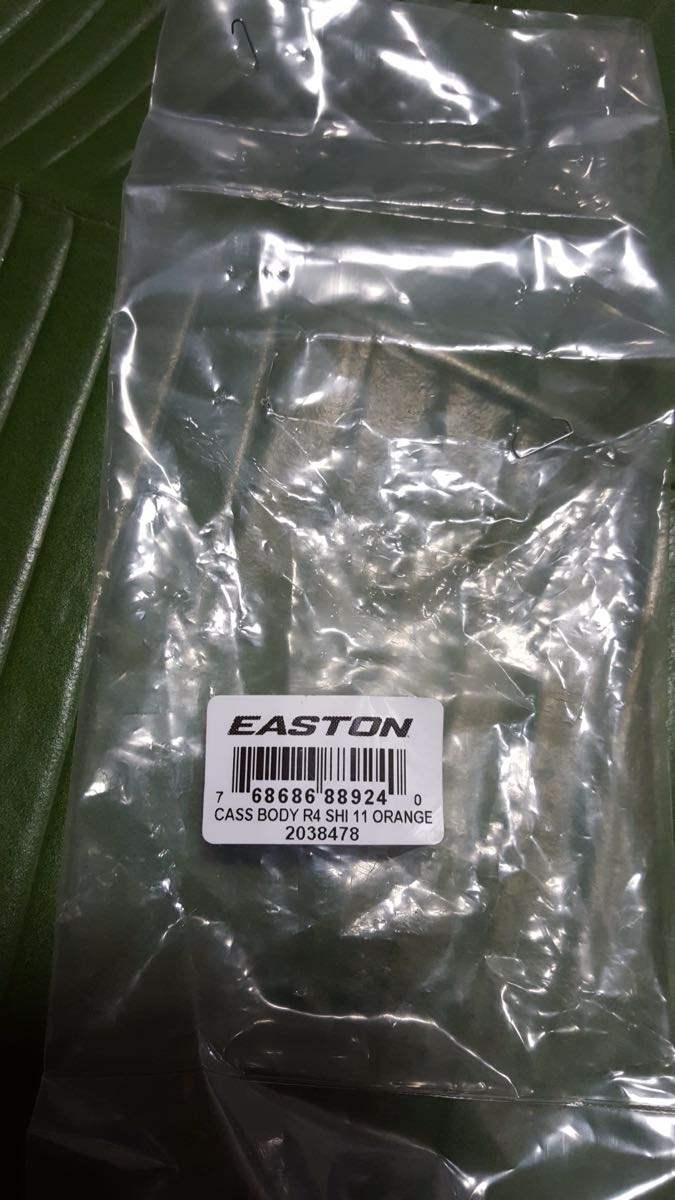 EASTON
7 68686 88924 0
CASS BODY R4 SHI 11 ORANGE
2038478